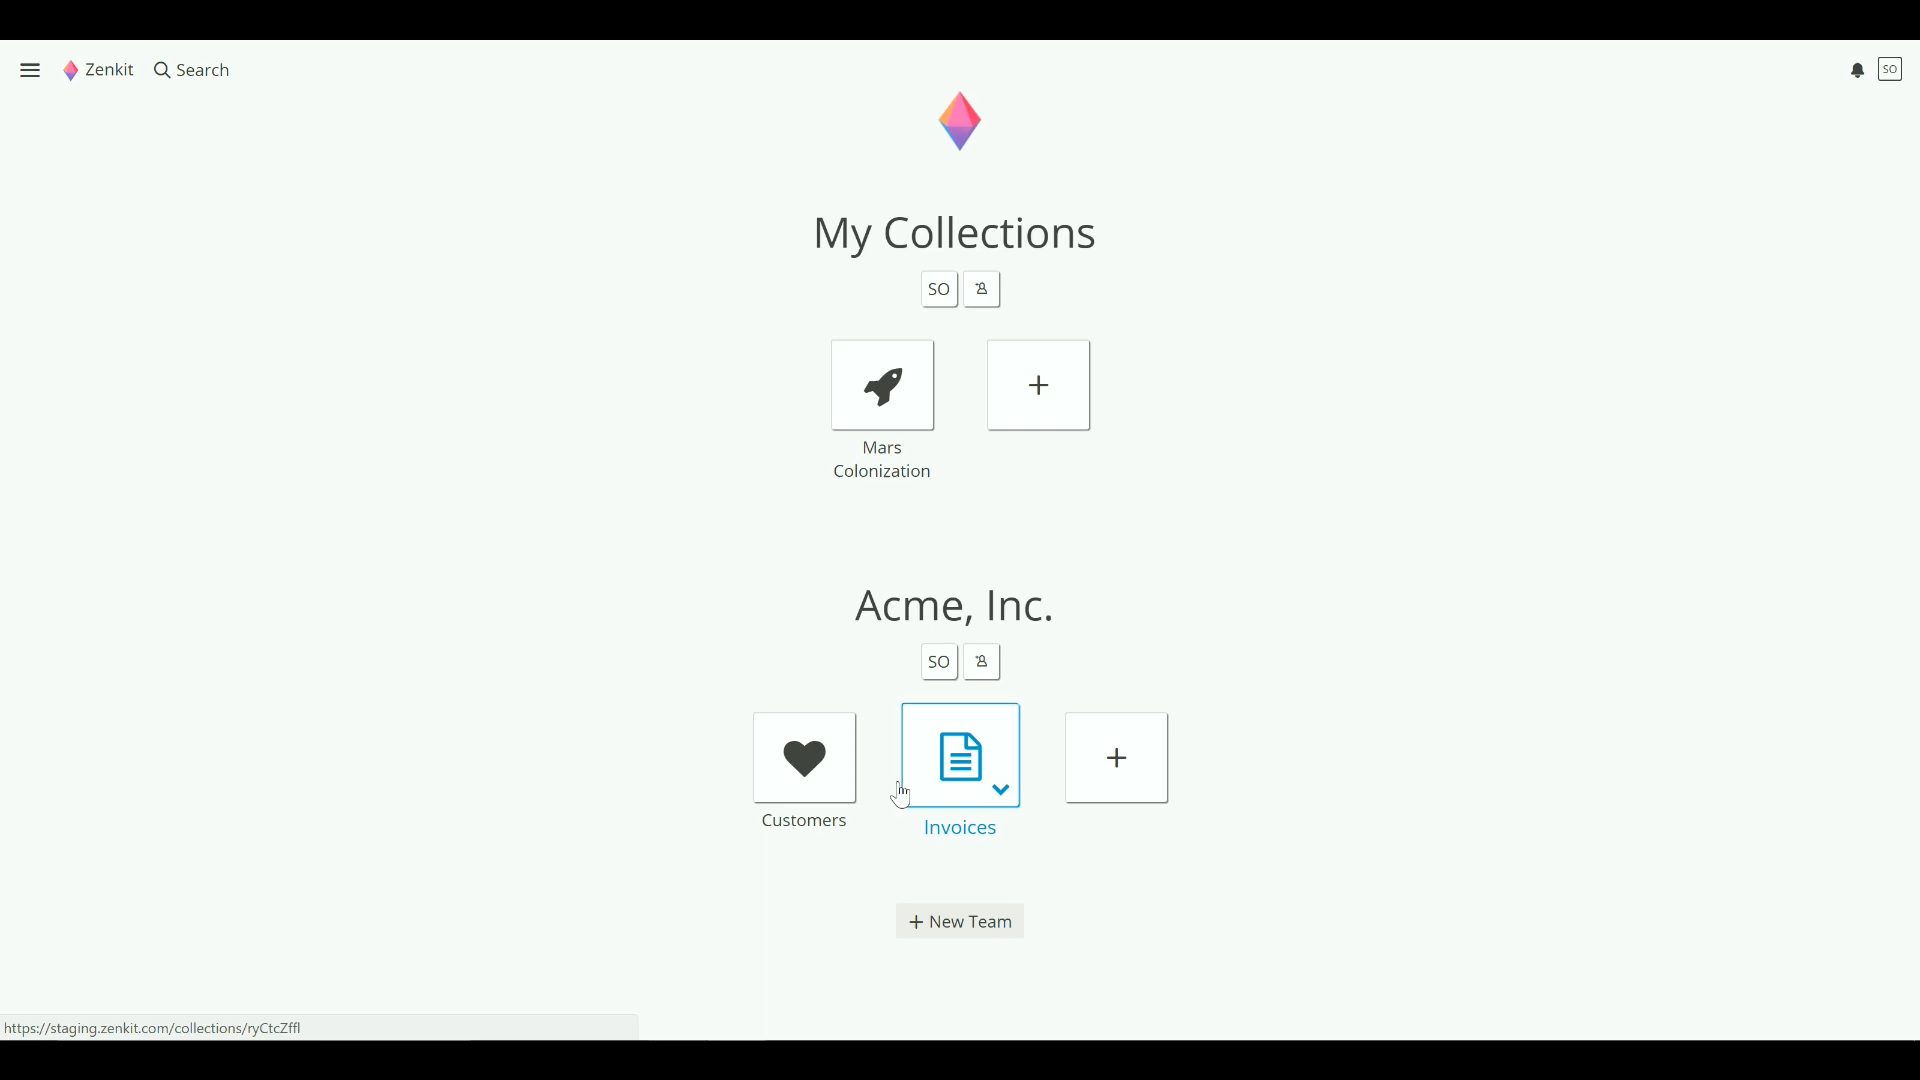 Zenkit
Search
SO
My Collections
SO
Mars
Colonization
Acme, Inc.
SO
Customers
Invoices
New Team
https://staging.zenkit.com/collections/ryCtcZffl